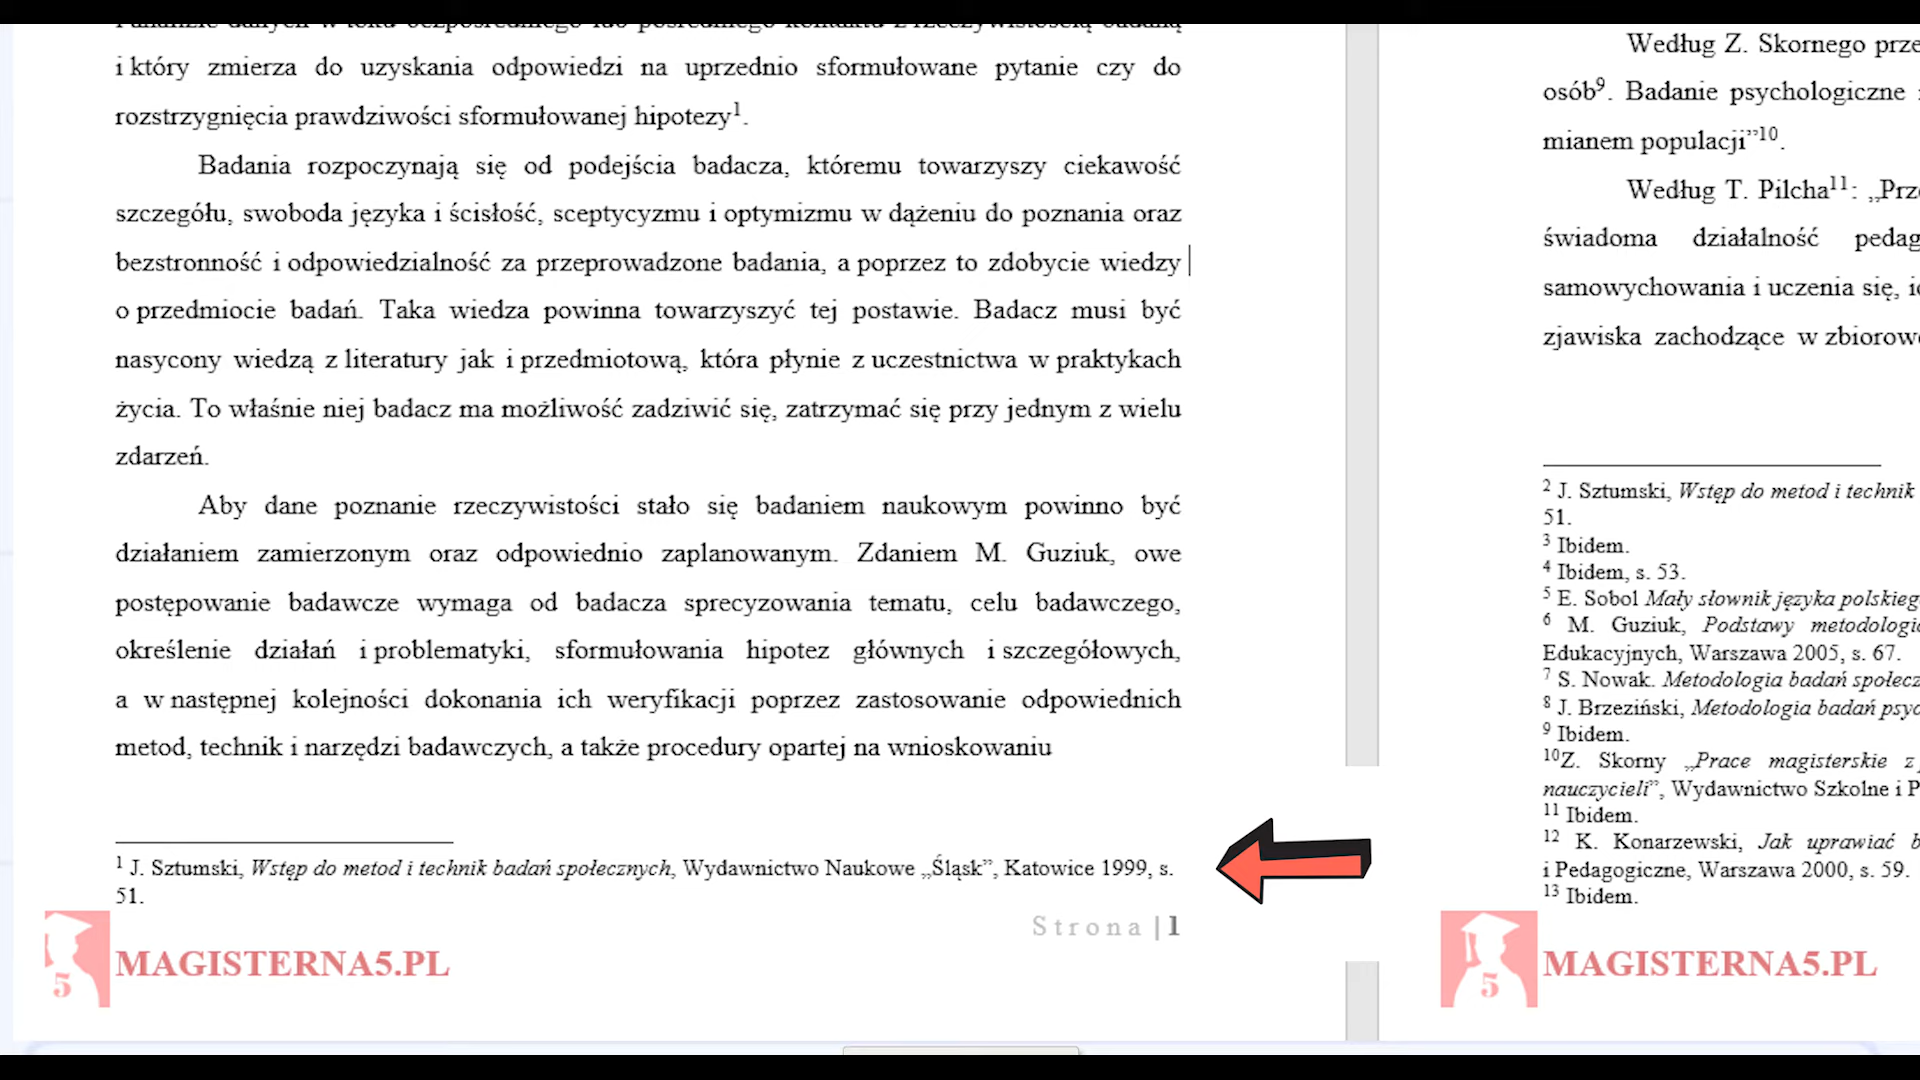 i który zmierza do uzyskania odpowiedzi na uprzednio sformułowane pytanie czy do
rozstrzygnięcia prawdziwości sformułowanej hipotezy1.
Badania rozpoczynają się od podejścia badacza, któremu towarzyszy ciekawość
szczegółu, swoboda języka i ścisłość, sceptycyzmu i optymizmu w dążeniu do poznania oraz
bezstronność i odpowiedzialność za przeprowadzone badania, a poprzez to zdobycie wiedzy
o przedmiocie badań. Taka wiedza powinna towarzyszyć tej postawie. Badacz musi być
nasycony wiedzą z literatury jak i przedmiotową, która płynie z uczestnictwa w praktykach
życia. To właśnie niej badacz ma możliwość zadziwić się, zatrzymać się przy jednym z wielu
zdarzeń.
Aby dane poznanie rzeczywistości stało się badaniem naukowym powinno być
działaniem zamierzonym oraz odpowiednio zaplanowanym. Zdaniem M. Guziuk, owe
postępowanie badawcze wymaga od badacza sprecyzowania tematu, celu badawczego,
określenie działań i problematyki, sformułowania hipotez głównych i szczegółowych,
a w następnej kolejności dokonania ich weryfikacji poprzez zastosowanie odpowiednich
metod, technik i narzędzi badawczych, a także procedury opartej na wnioskowaniu
1 J. Sztumski, Wstęp do metod i technik badań społecznych, Wydawnictwo Naukowe „Śląsk”, Katowice 1999, s.
51.
Strona | 1
5
MAGISTERNA5.PL
Według Z. Skornego prze
osób9. Badanie psychologiczne
mianem populacji”10.
Według T. Pilcha11: „Prz
świadoma działalność pedag
samowychowania i uczenia się, i
zjawiska zachodzące w zbiorow
2 J. Sztumski, Wstęp do metod i technik
51.
3 Ibidem.
4 Ibidem, s. 53.
5 E. Sobol Mały słownik języka polskieg
6 M. Guziuk, Podstawy metodologi
Edukacyjnych, Warszawa 2005, s. 67.
7 S. Nowak. Metodologia badań społecz
8 J. Brzeziński, Metodologia badań psyc
9 Ibidem.
10Z. Skorny „Prace magisterskie z
nauczycieli”, Wydawnictwo Szkolne i P
11 Ibidem.
12 K. Konarzewski, Jak uprawiać b
i Pedagogiczne, Warszawa 2000, s. 59.
13 Ibidem.
5
MAGISTERNA5.PL